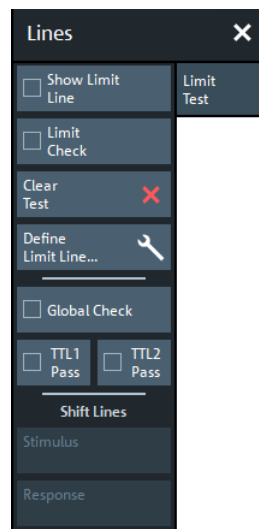 Lines
Show Limit
Line
Limit
Test
Limit
Check
Clear
Test
Define
Limit Line...
Global Check
TTL1
Pass
TTL2
Pass
Shift Lines
Stimulus
Response